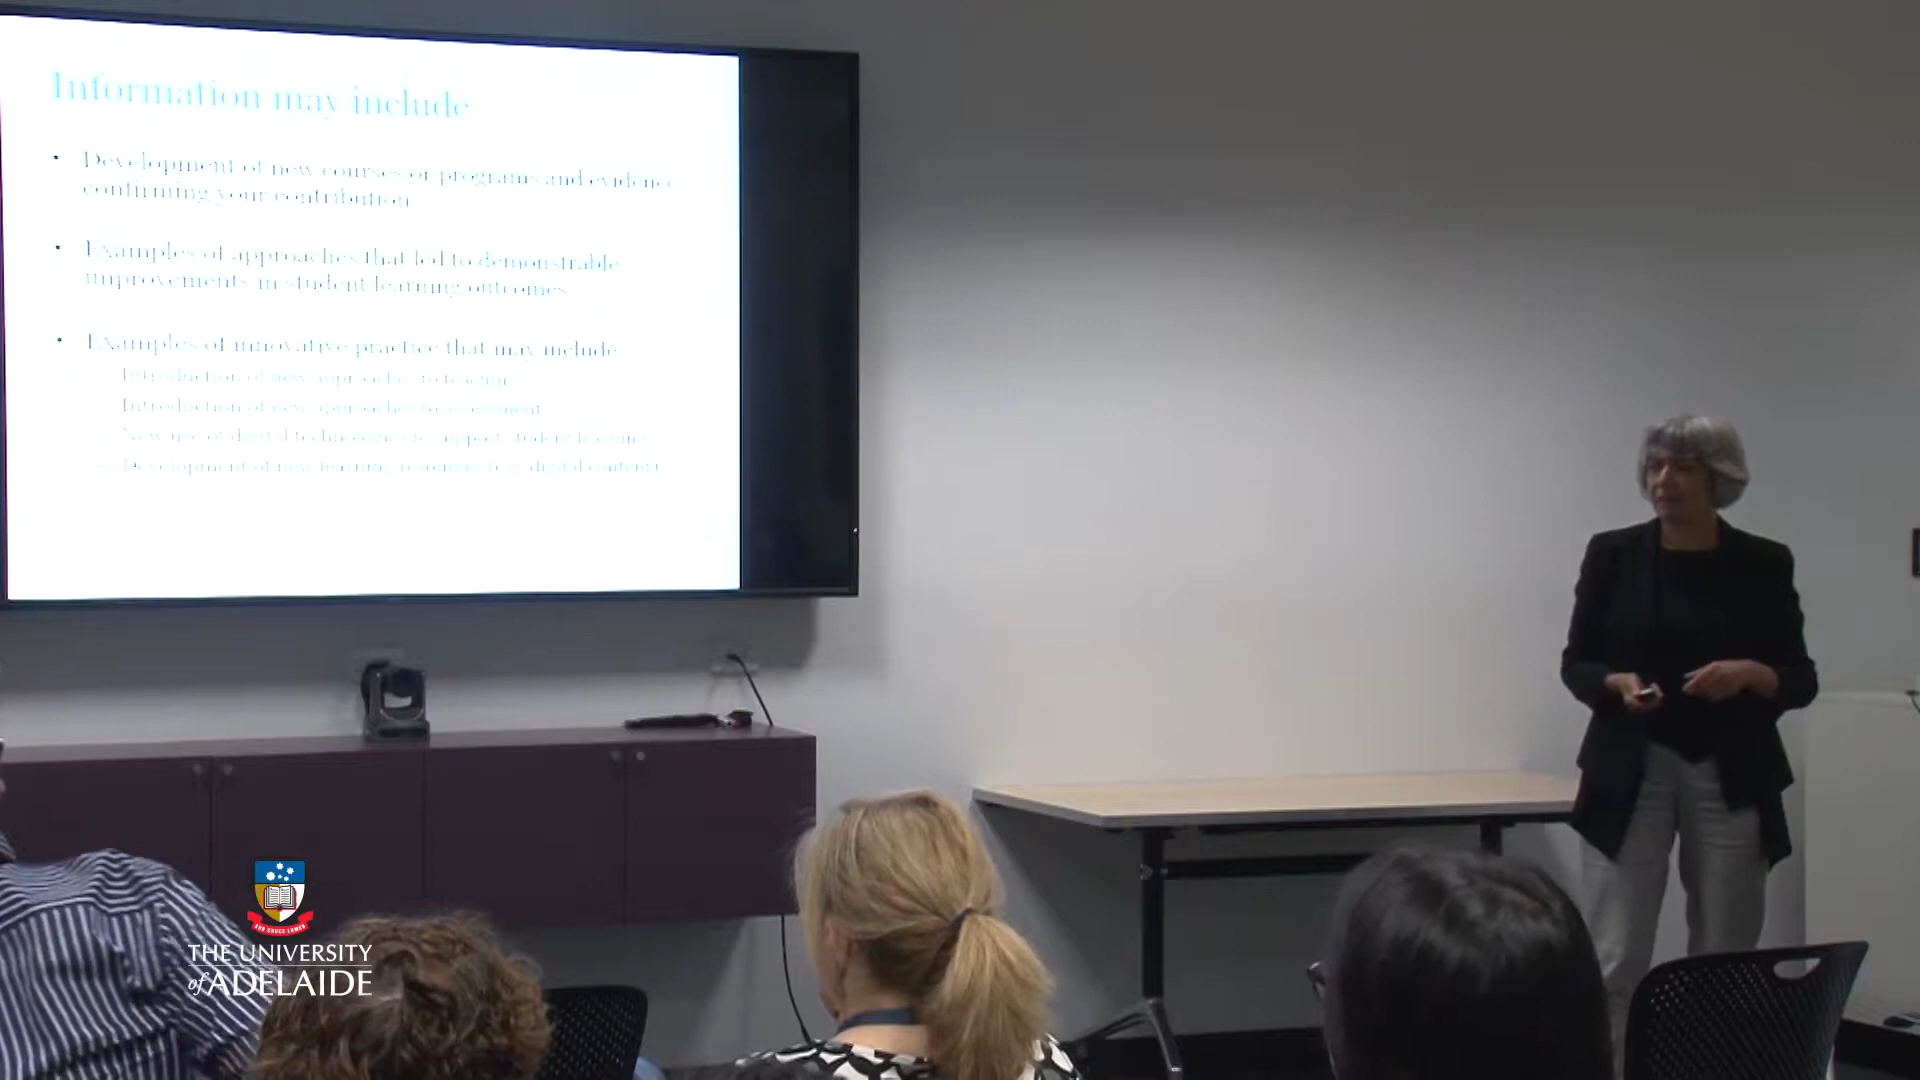 Information may include
• Development of new courses or programs and evidence
confirming your contribution
• Examples of approaches that led to demonstrable
improvements in student learning outcomes
• Examples of innovative practice that may include
Introduction of new approaches to teaching
Introduction of new approaches to assessment
– New use of digital technologies to support student learning
– Development of new learning resources (e.g. digital content)
SUB CRUCE LUMEN
THE UNIVERSITY
of ADELAIDE